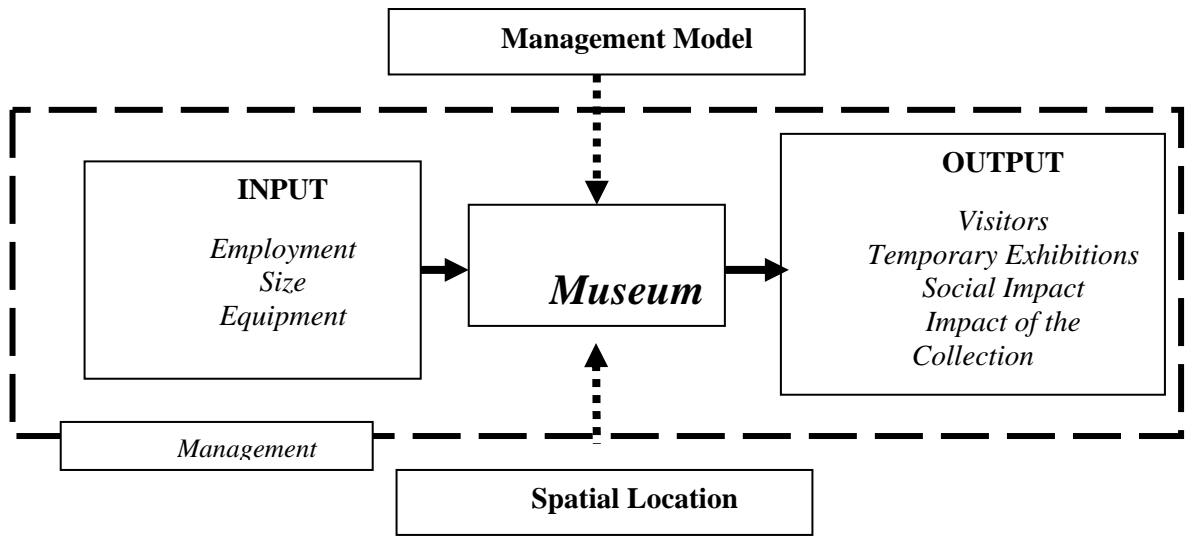 Management Model
INPUT
Employment
Size
Equipment
Museum
OUTPUT
Visitors
Temporary Exhibitions
Social Impact
Impact of the
Collection
Management
Spatial Location